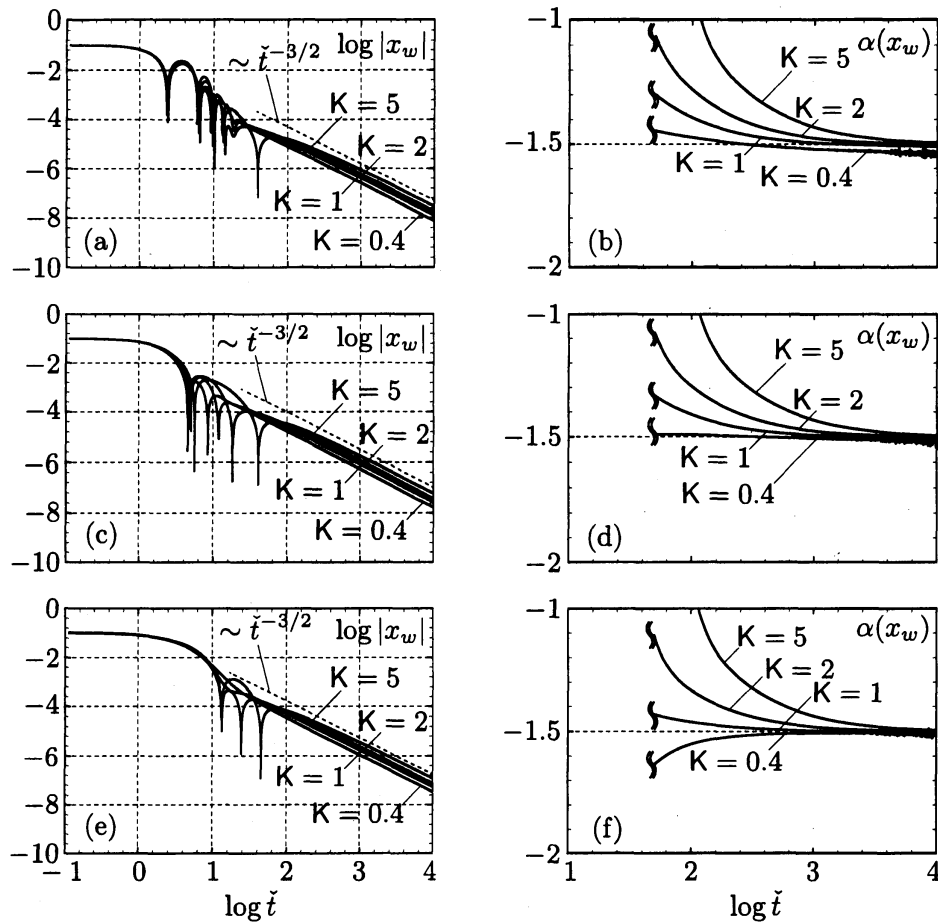 0
−2
−4
−6
−8
−10
log |x_w|
∼ ť^{−3/2}
K = 5
K = 2
K = 1
K = 0.4
(a)
−1
−1.5
−2
α(x_w)
K = 5
K = 2
K = 1
K = 0.4
(b)
0
−2
−4
−6
−8
−10
log |x_w|
∼ ť^{−3/2}
K = 5
K = 2
K = 1
K = 0.4
(c)
−1
−1.5
−2
α(x_w)
K = 5
K = 2
K = 1
K = 0.4
(d)
0
−2
−4
−6
−8
−10
log |x_w|
∼ ť^{−3/2}
K = 5
K = 2
K = 1
K = 0.4
(e)
−1 0 1 2 3 4
log ť
−1
−1.5
−2
α(x_w)
K = 5
K = 2
K = 1
K = 0.4
(f)
1 2 3 4
log ť